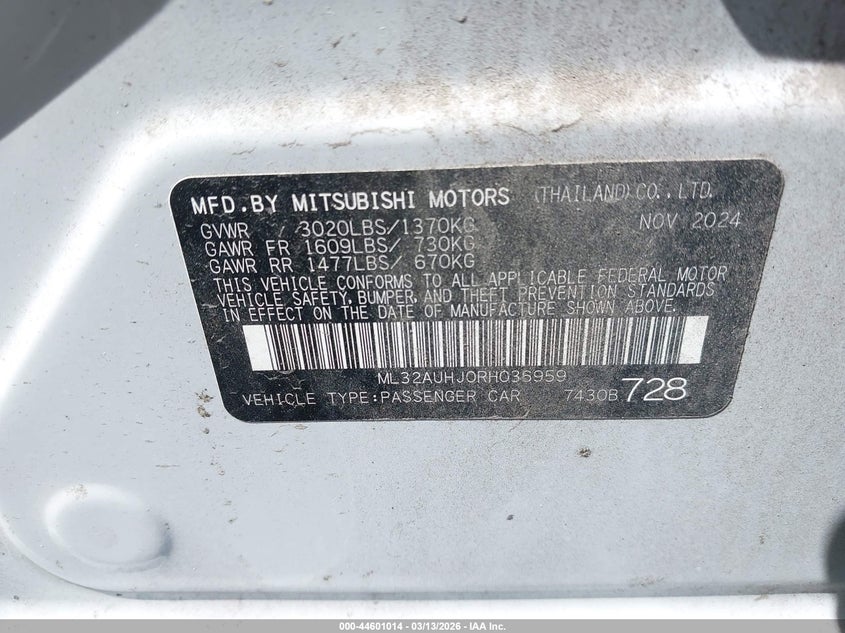 MFD.BY MITSUBISHI MOTORS (THAILAND) CO.,LTD.
GVWR / 3020LBS/1370KG NOV 2024
GAWR FR 1609LBS/ 730KG
GAWR RR 1477LBS/ 670KG
THIS VEHICLE CONFORMS TO ALL APPLICABLE FEDERAL MOTOR
VEHICLE SAFETY, BUMPER, AND THEFT PREVENTION STANDARDS
IN EFFECT ON THE DATE OF MANUFACTURE SHOWN ABOVE.
ML32AUHJ0RH036959
VEHICLE TYPE:PASSENGER CAR 7430B 728
000-44601014 - 03/13/2026 - IAA Inc.